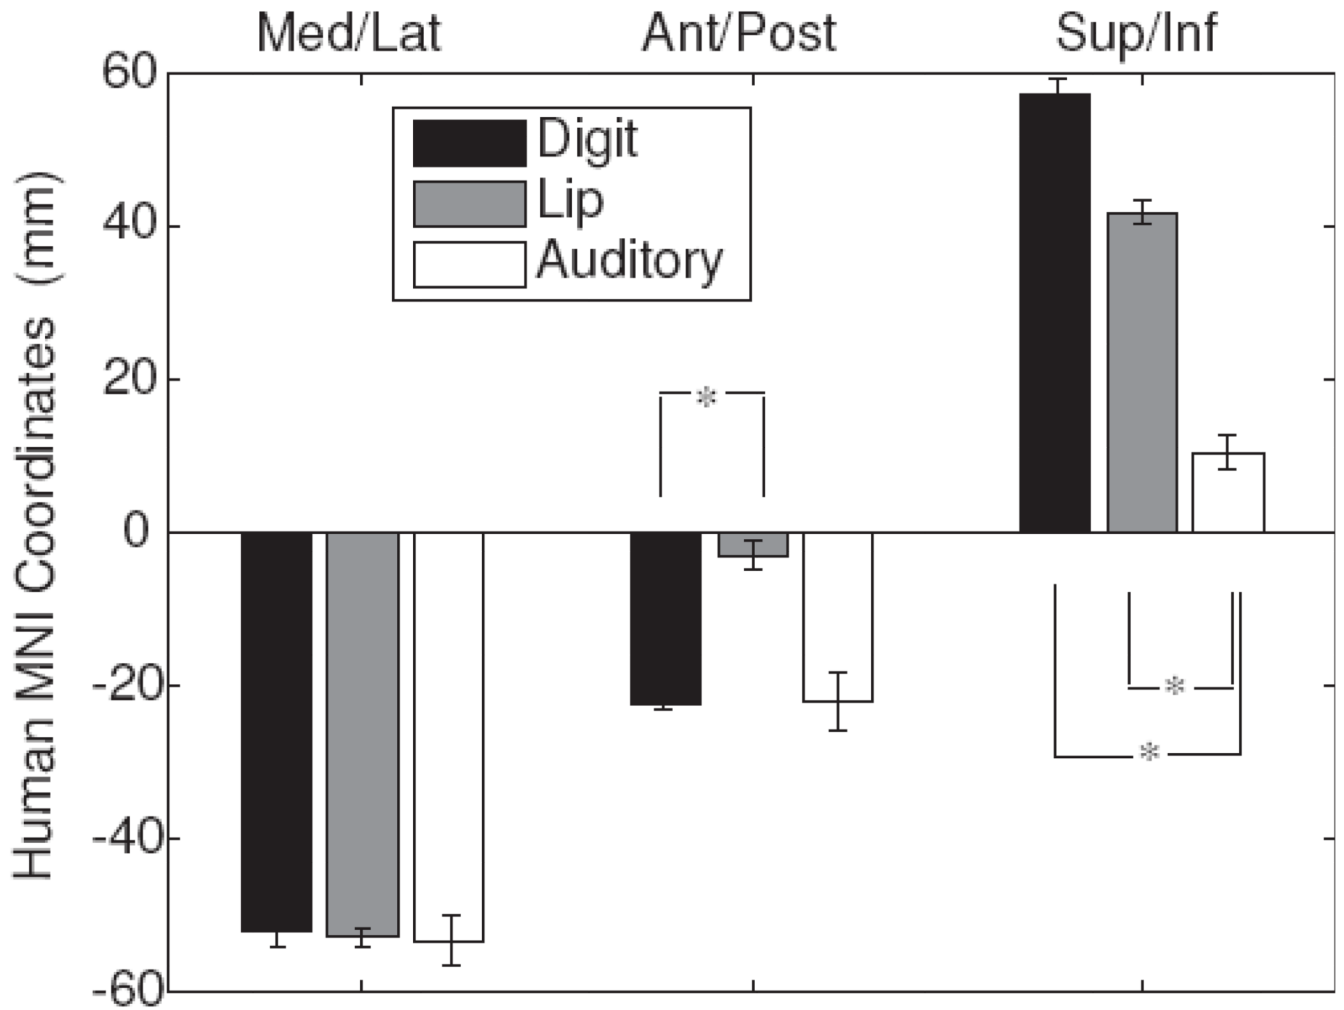 Med/Lat Ant/Post Sup/Inf
60
Digit
Lip
40
Auditory
20
*
0
-20
*
*
-40
-60
Human MNI Coordinates (mm)